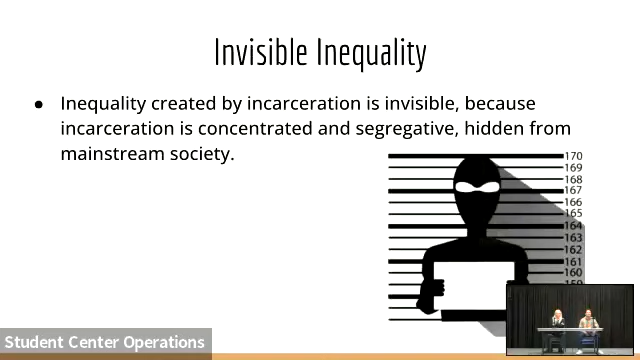 Invisible Inequality
● Inequality created by incarceration is invisible, because
incarceration is concentrated and segregative, hidden from
mainstream society.
170
169
168
167
166
165
164
163
162
161
160
Student Center Operations